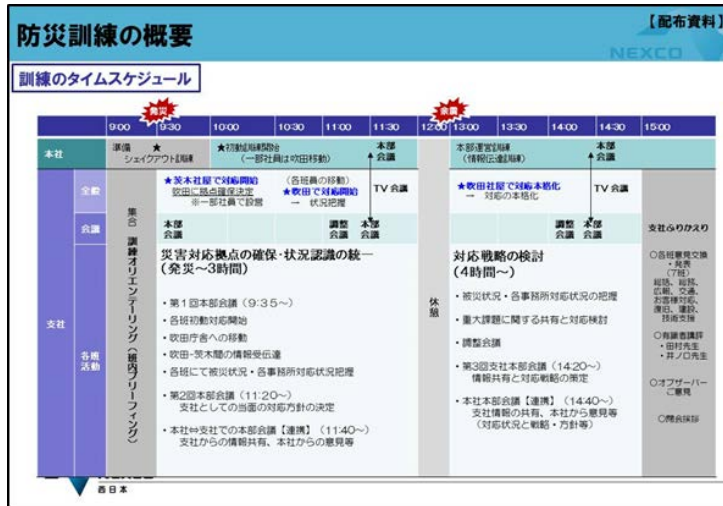 防災訓練の概要
【配布資料】
NEXCO
訓練のタイムスケジュール
発災
余震
9:00 9:30 10:00 10:30 11:00 11:30 12:00 13:00 13:30 14:00 14:30 15:00
本社
準備 ★
シェイクアウト訓練
★初動訓練開始
(一部社員は吹田移動)
本部
会議
本部運営訓練
(情報伝達訓練)
本部
会議
支社
全般
★茨木社屋で対応開始
吹田に拠点確保決定
※一部社員で設営
(各班員の移動)
★吹田で対応開始
→ 状況把握
TV会議
★吹田社屋で対応本格化
→ 対応の本格化
TV会議
会議
本部
会議
調整
会議
本部
会議
調整
会議
本部
会議
支社ふりかえり
各班
活動
集合 訓練オリエンテーリング(班内ブリーフィング)
災害対応拠点の確保・状況認識の統一
(発災～3時間)
・第1回本部会議(9:35～)
・各班初動対応開始
・吹田庁舎への移動
・吹田-茨木間の情報受伝達
・各班にて被災状況・各事務所対応状況把握
・第2回本部会議(11:20～)
支社としての当面の対応方針の決定
・本社⇔支社での本部会議【連携】(11:40～)
支社からの情報共有、本社からの意見等
休憩
対応戦略の検討
(4時間～)
・被災状況・各事務所対応状況の把握
・重大課題に関する共有と対応検討
・調整会議
・第3回支社本部会議(14:20～)
情報共有と対応戦略の策定
・本社支社本部会議【連携】(14:40～)
支社情報の共有、本社から意見等
(対応状況と戦略・方針等)
○各班意見交換
・発表
(7班)
総括、総務、
広報、交通、
お客様対応、
復旧、建設、
技術支援
○有識者講評
・田村先生
・井ノ口先生
○オブザーバー
ご意見
○閉会挨拶
西日本